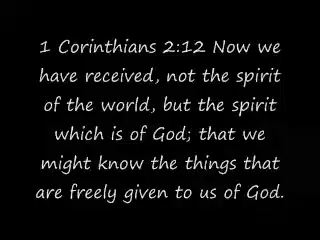 1 Corinthians 2:12 Now we
have received, not the spirit
of the world, but the spirit
which is of God; that we
might know the things that
are freely given to us of God.